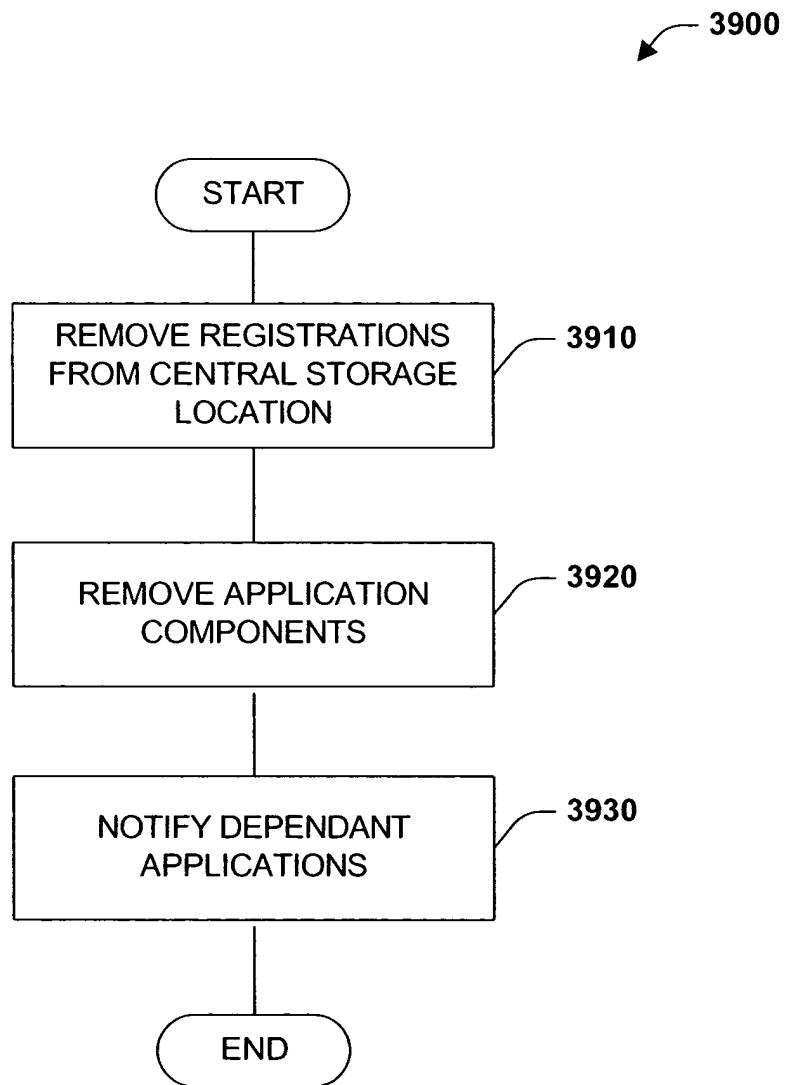 3900
START
REMOVE REGISTRATIONS
FROM CENTRAL STORAGE
LOCATION
3910
REMOVE APPLICATION
COMPONENTS
3920
NOTIFY DEPENDANT
APPLICATIONS
3930
END